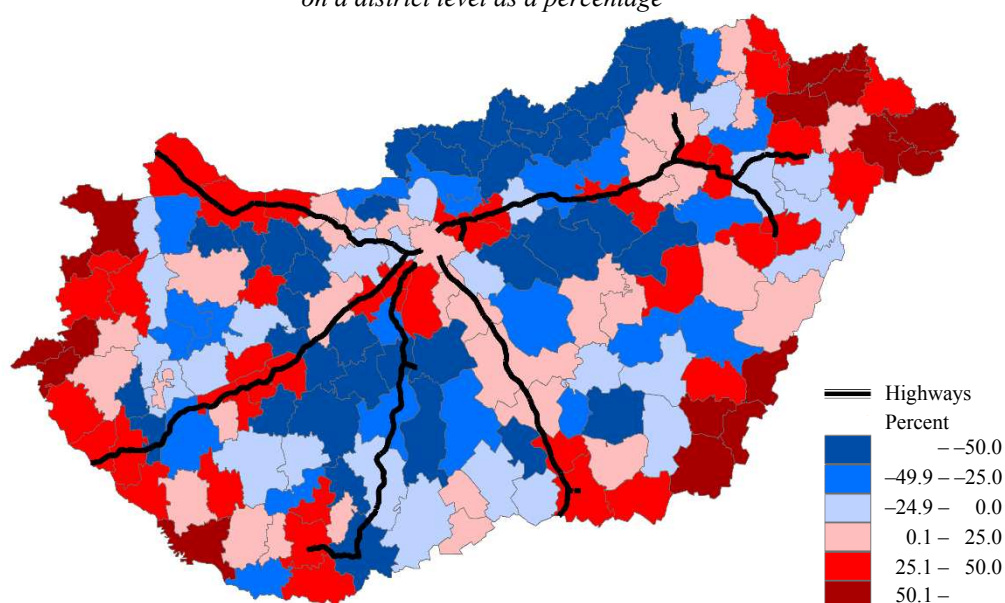 on a district level as a percentage
Highways
Percent
– –50.0
–49.9 – –25.0
–24.9 – 0.0
0.1 – 25.0
25.1 – 50.0
50.1 –